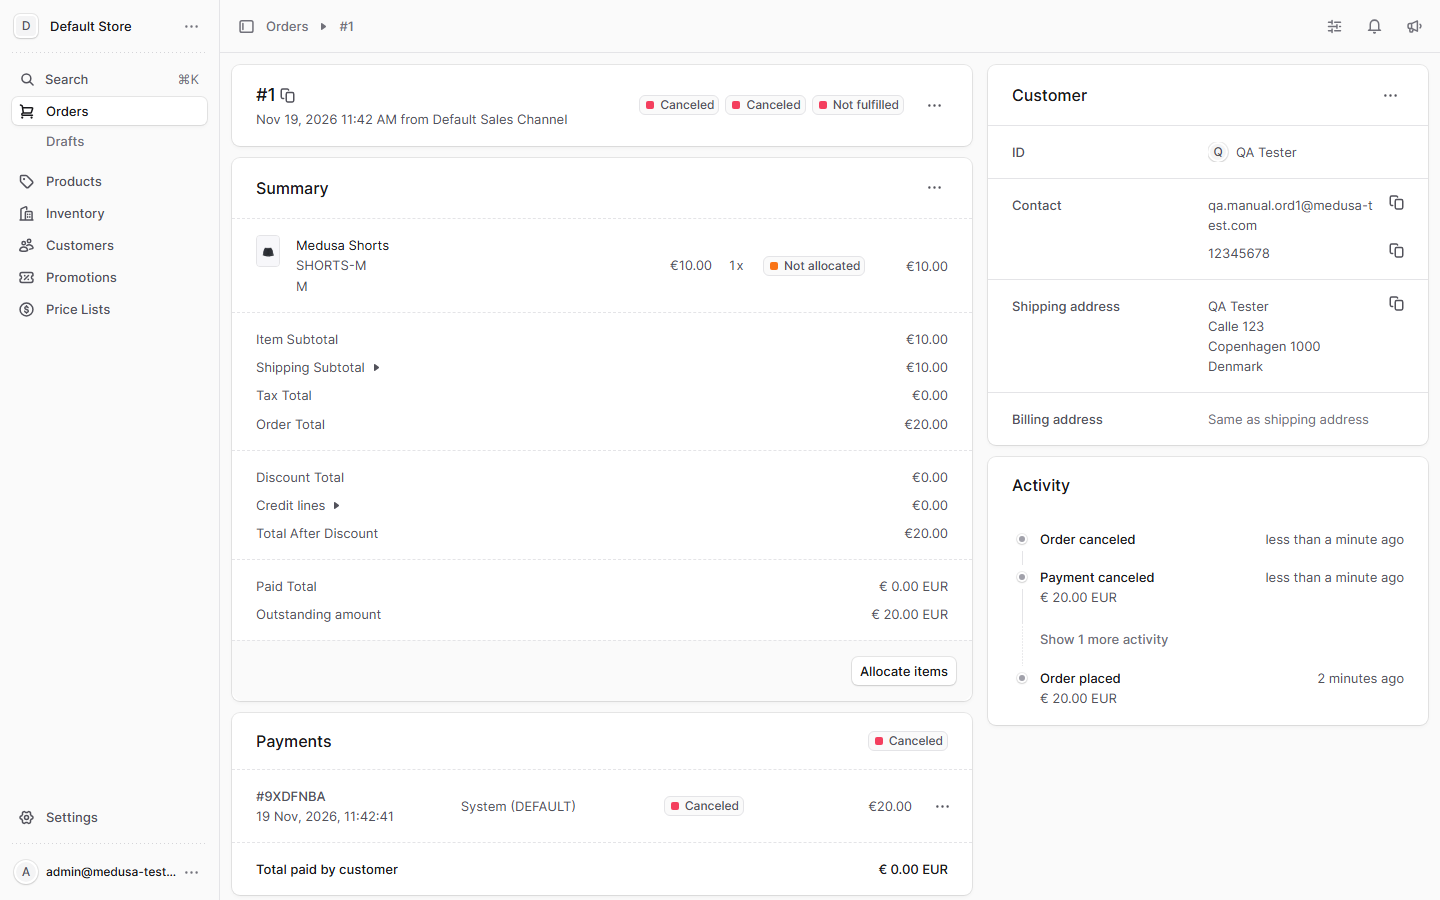 D Default Store
Search ⌘K
Orders
Drafts
Products
Inventory
Customers
Promotions
Price Lists
Settings
A admin@medusa-test...
Orders #1
#1
Canceled Canceled Not fulfilled
Nov 19, 2026 11:42 AM from Default Sales Channel
Summary
Medusa Shorts
SHORTS-M
M
€10.00 1x Not allocated €10.00
Item Subtotal €10.00
Shipping Subtotal €10.00
Tax Total €0.00
Order Total €20.00
Discount Total €0.00
Credit lines €0.00
Total After Discount €20.00
Paid Total € 0.00 EUR
Outstanding amount € 20.00 EUR
Allocate items
Payments Canceled
#9XDFNBA
19 Nov, 2026, 11:42:41
System (DEFAULT) Canceled €20.00
Total paid by customer € 0.00 EUR
Customer
ID Q QA Tester
Contact qa.manual.ord1@medusa-t
est.com
12345678
Shipping address QA Tester
Calle 123
Copenhagen 1000
Denmark
Billing address Same as shipping address
Activity
Order canceled less than a minute ago
Payment canceled less than a minute ago
€ 20.00 EUR
Show 1 more activity
Order placed 2 minutes ago
€ 20.00 EUR